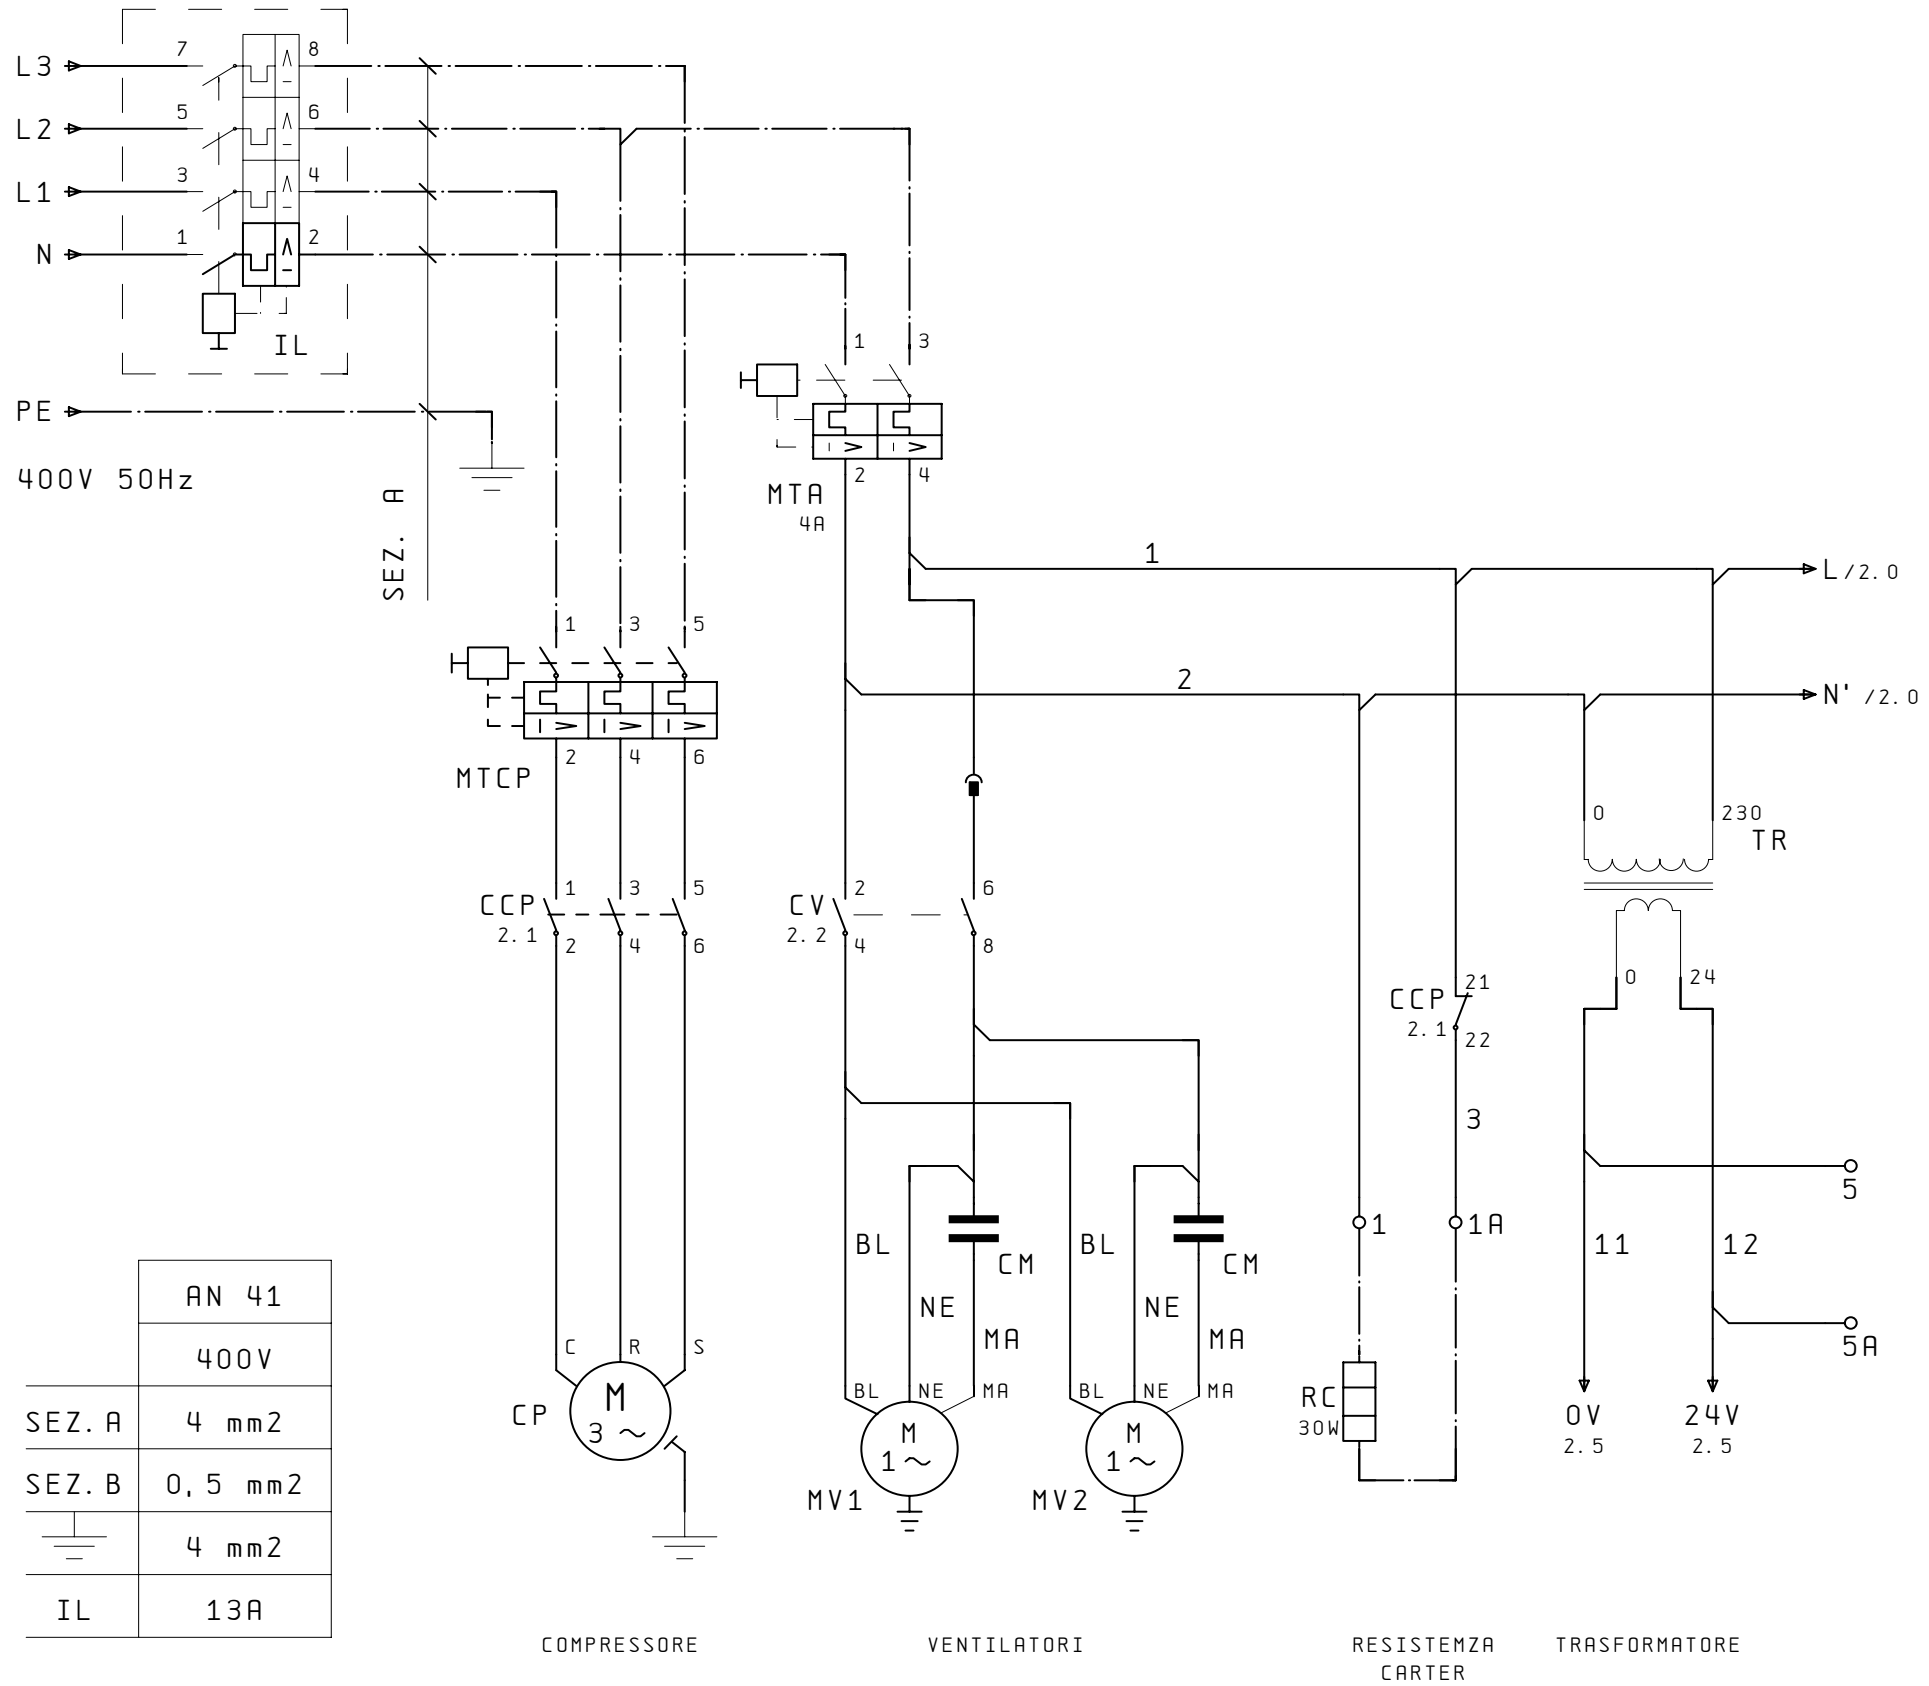 L3 7 8
L2 5 6
L1 3 4
N 1 2
IL
PE
400V 50Hz
SEZ. A
1 3
2 4
MTA
4A
1
L /2.0
2
N' /2.0
1 3 5
2 4 6
MTCP
0 230
TR
CCP 1 3 5
2.1 2 4 6
CV 2 6
2.2 4 8
0 24
CCP 21
2.1 22
3
5
1 1A
11 12
BL CM BL CM
NE NE
MA MA
5A
C R S
M
3 ~
CP
BL NE MA
M
1 ~
MV1
BL NE MA
M
1 ~
MV2
RC
30W
0V 24V
2.5 2.5
AN 41
400V
SEZ.A 4 mm2
SEZ.B 0,5 mm2
4 mm2
IL 13A
COMPRESSORE VENTILATORI RESISTEMZA TRASFORMATORE
CARTER